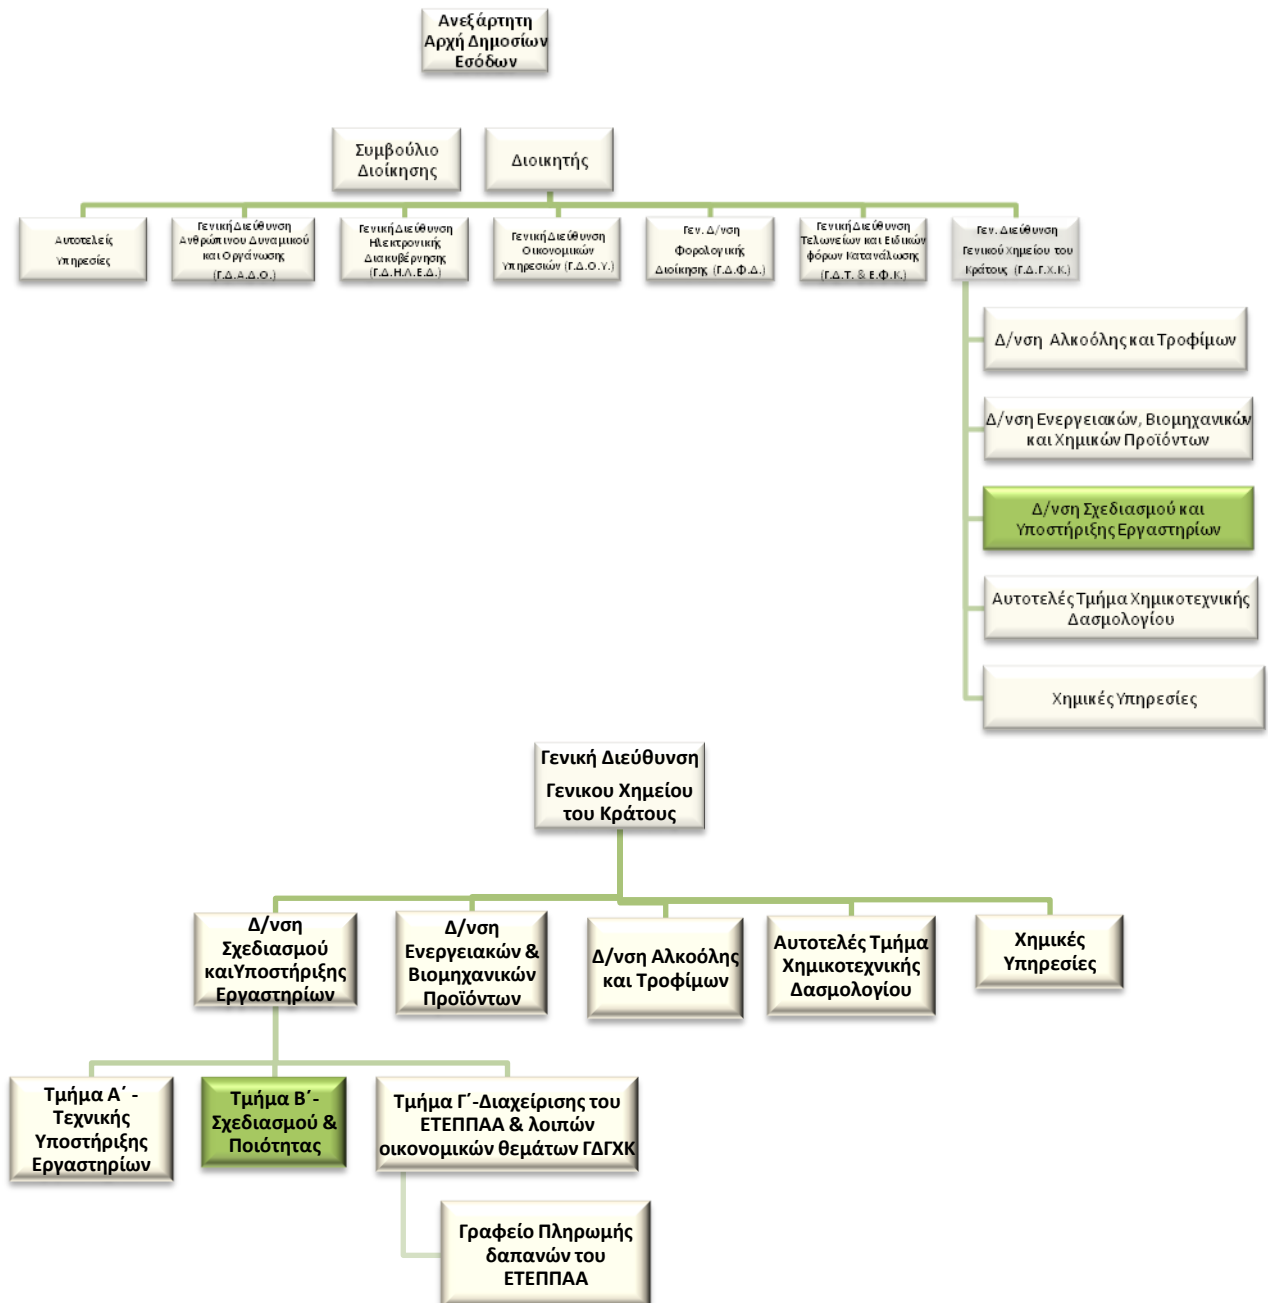 Ανεξάρτητη
Αρχή Δημοσίων
Εσόδων
Συμβούλιο
Διοίκησης
Διοικητής
Αυτοτελείς
Υπηρεσίες
Γενική Διεύθυνση
Ανθρώπινου Δυναμικού
και Οργάνωσης
(Γ.Δ.Α.Δ.Ο.)
Γενική Διεύθυνση
Ηλεκτρονικής
Διακυβέρνησης
(Γ.Δ.Η.Λ.Ε.Δ.)
Γενική Διεύθυνση
Οικονομικών
Υπηρεσιών (Γ.Δ.Ο.Υ.)
Γεν. Δ/νση
Φορολογικής
Διοίκησης (Γ.Δ.Φ.Δ.)
Γενική Διεύθυνση
Τελωνείων και Ειδικών
φόρων Κατανάλωσης
(Γ.Δ.Τ. & Ε.Φ.Κ.)
Γεν. Διεύθυνση
Γενικού Χημείου του
Κράτους (Γ.Δ.Γ.Χ.Κ.)
Δ/νση Αλκοόλης και Τροφίμων
Δ/νση Ενεργειακών, Βιομηχανικών
και Χημικών Προϊόντων
Δ/νση Σχεδιασμού και
Υποστήριξης Εργαστηρίων
Αυτοτελές Τμήμα Χημικοτεχνικής
Δασμολογίου
Χημικές Υπηρεσίες
Γενική Διεύθυνση
Γενικου Χημείου
του Κράτους
Δ/νση
Σχεδιασμού
και Υποστήριξης
Εργαστηρίων
Δ/νση
Ενεργειακών &
Βιομηχανικών
Προϊόντων
Δ/νση Αλκοόλης
και Τροφίμων
Αυτοτελές Τμήμα
Χημικοτεχνικής
Δασμολογίου
Χημικές
Υπηρεσίες
Τμήμα Α΄ -
Τεχνικής
Υποστήριξης
Εργαστηρίων
Τμήμα Β΄-
Σχεδιασμού &
Ποιότητας
Τμήμα Γ΄-Διαχείρισης του
ΕΤΕΠΠΑΑ & λοιπών
οικονομικών θεμάτων ΓΔΓΧΚ
Γραφείο Πληρωμής
δαπανών του
ΕΤΕΠΠΑΑ